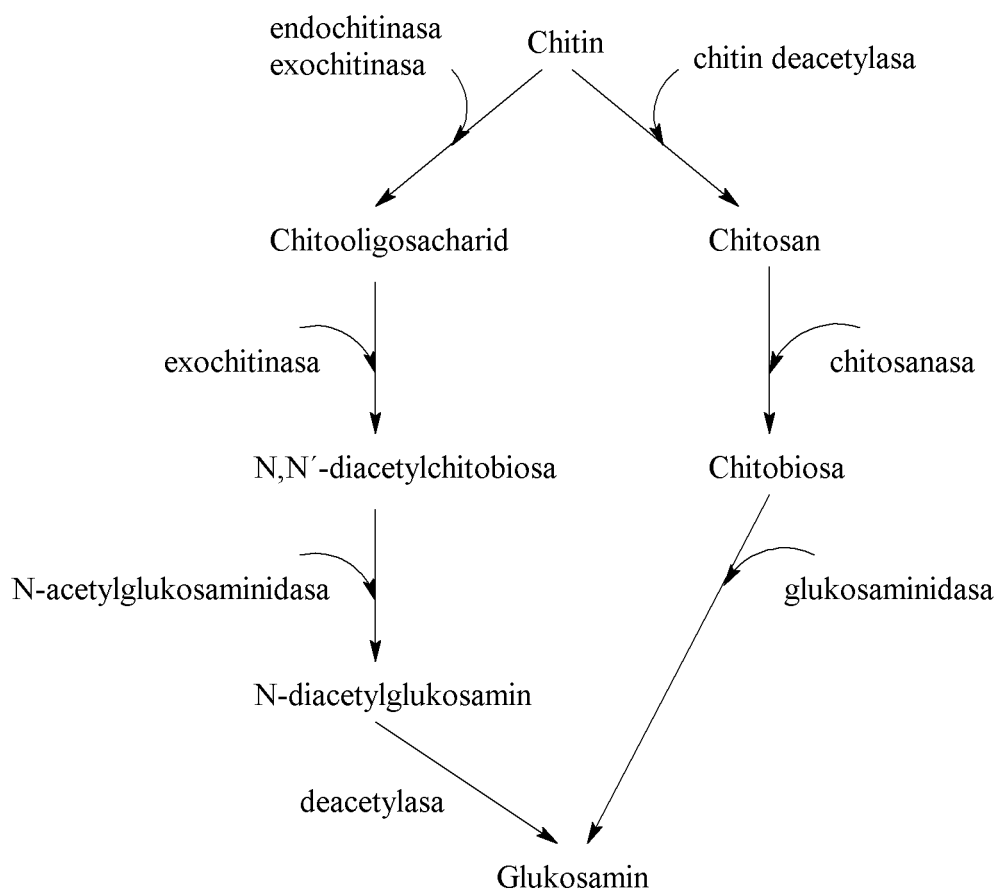 endochitinasa
exochitinasa
Chitin
chitin deacetylasa
Chitooligosacharid
Chitosan
exochitinasa
chitosanasa
N,N´-diacetylchitobiosa
Chitobiosa
N-acetylglukosaminidasa
glukosaminidasa
N-diacetylglukosamin
deacetylasa
Glukosamin